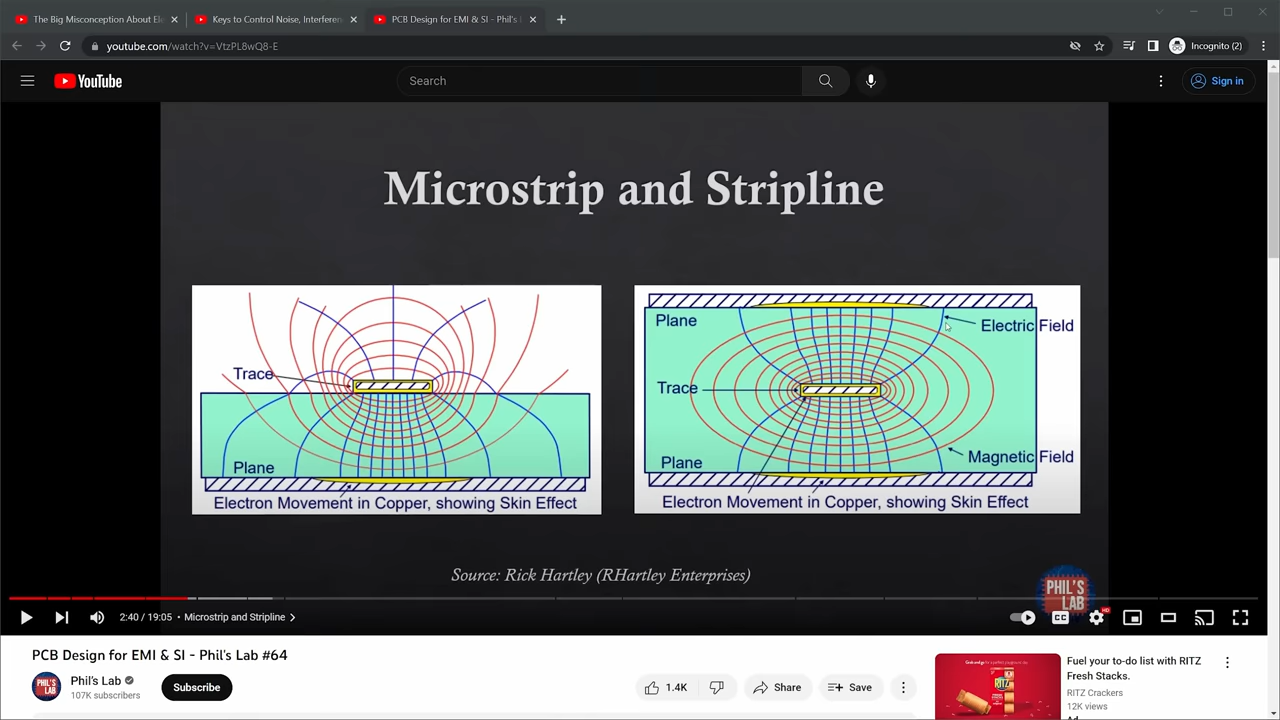 The Big Misconception About Ele
Keys to Control Noise, Interferen
PCB Design for EMI & SI - Phil's L
youtube.com/watch?v=VtzPL8wQ8-E
Incognito (2)
YouTube
Search
Sign in
Microstrip and Stripline
Trace
Plane
Electron Movement in Copper, showing Skin Effect
Plane
Electric Field
Trace
Plane
Magnetic Field
Electron Movement in Copper, showing Skin Effect
Source: Rick Hartley (RHartley Enterprises)
PHIL'S
LAB
2:40 / 19:05 • Microstrip and Stripline
CC
HD
PCB Design for EMI & SI - Phil's Lab #64
Phil's Lab
107K subscribers
Subscribe
1.4K
Share
Save
RITZ
Fuel your to-do list with RITZ
Fresh Stacks.
RITZ Crackers
12K views
Ad